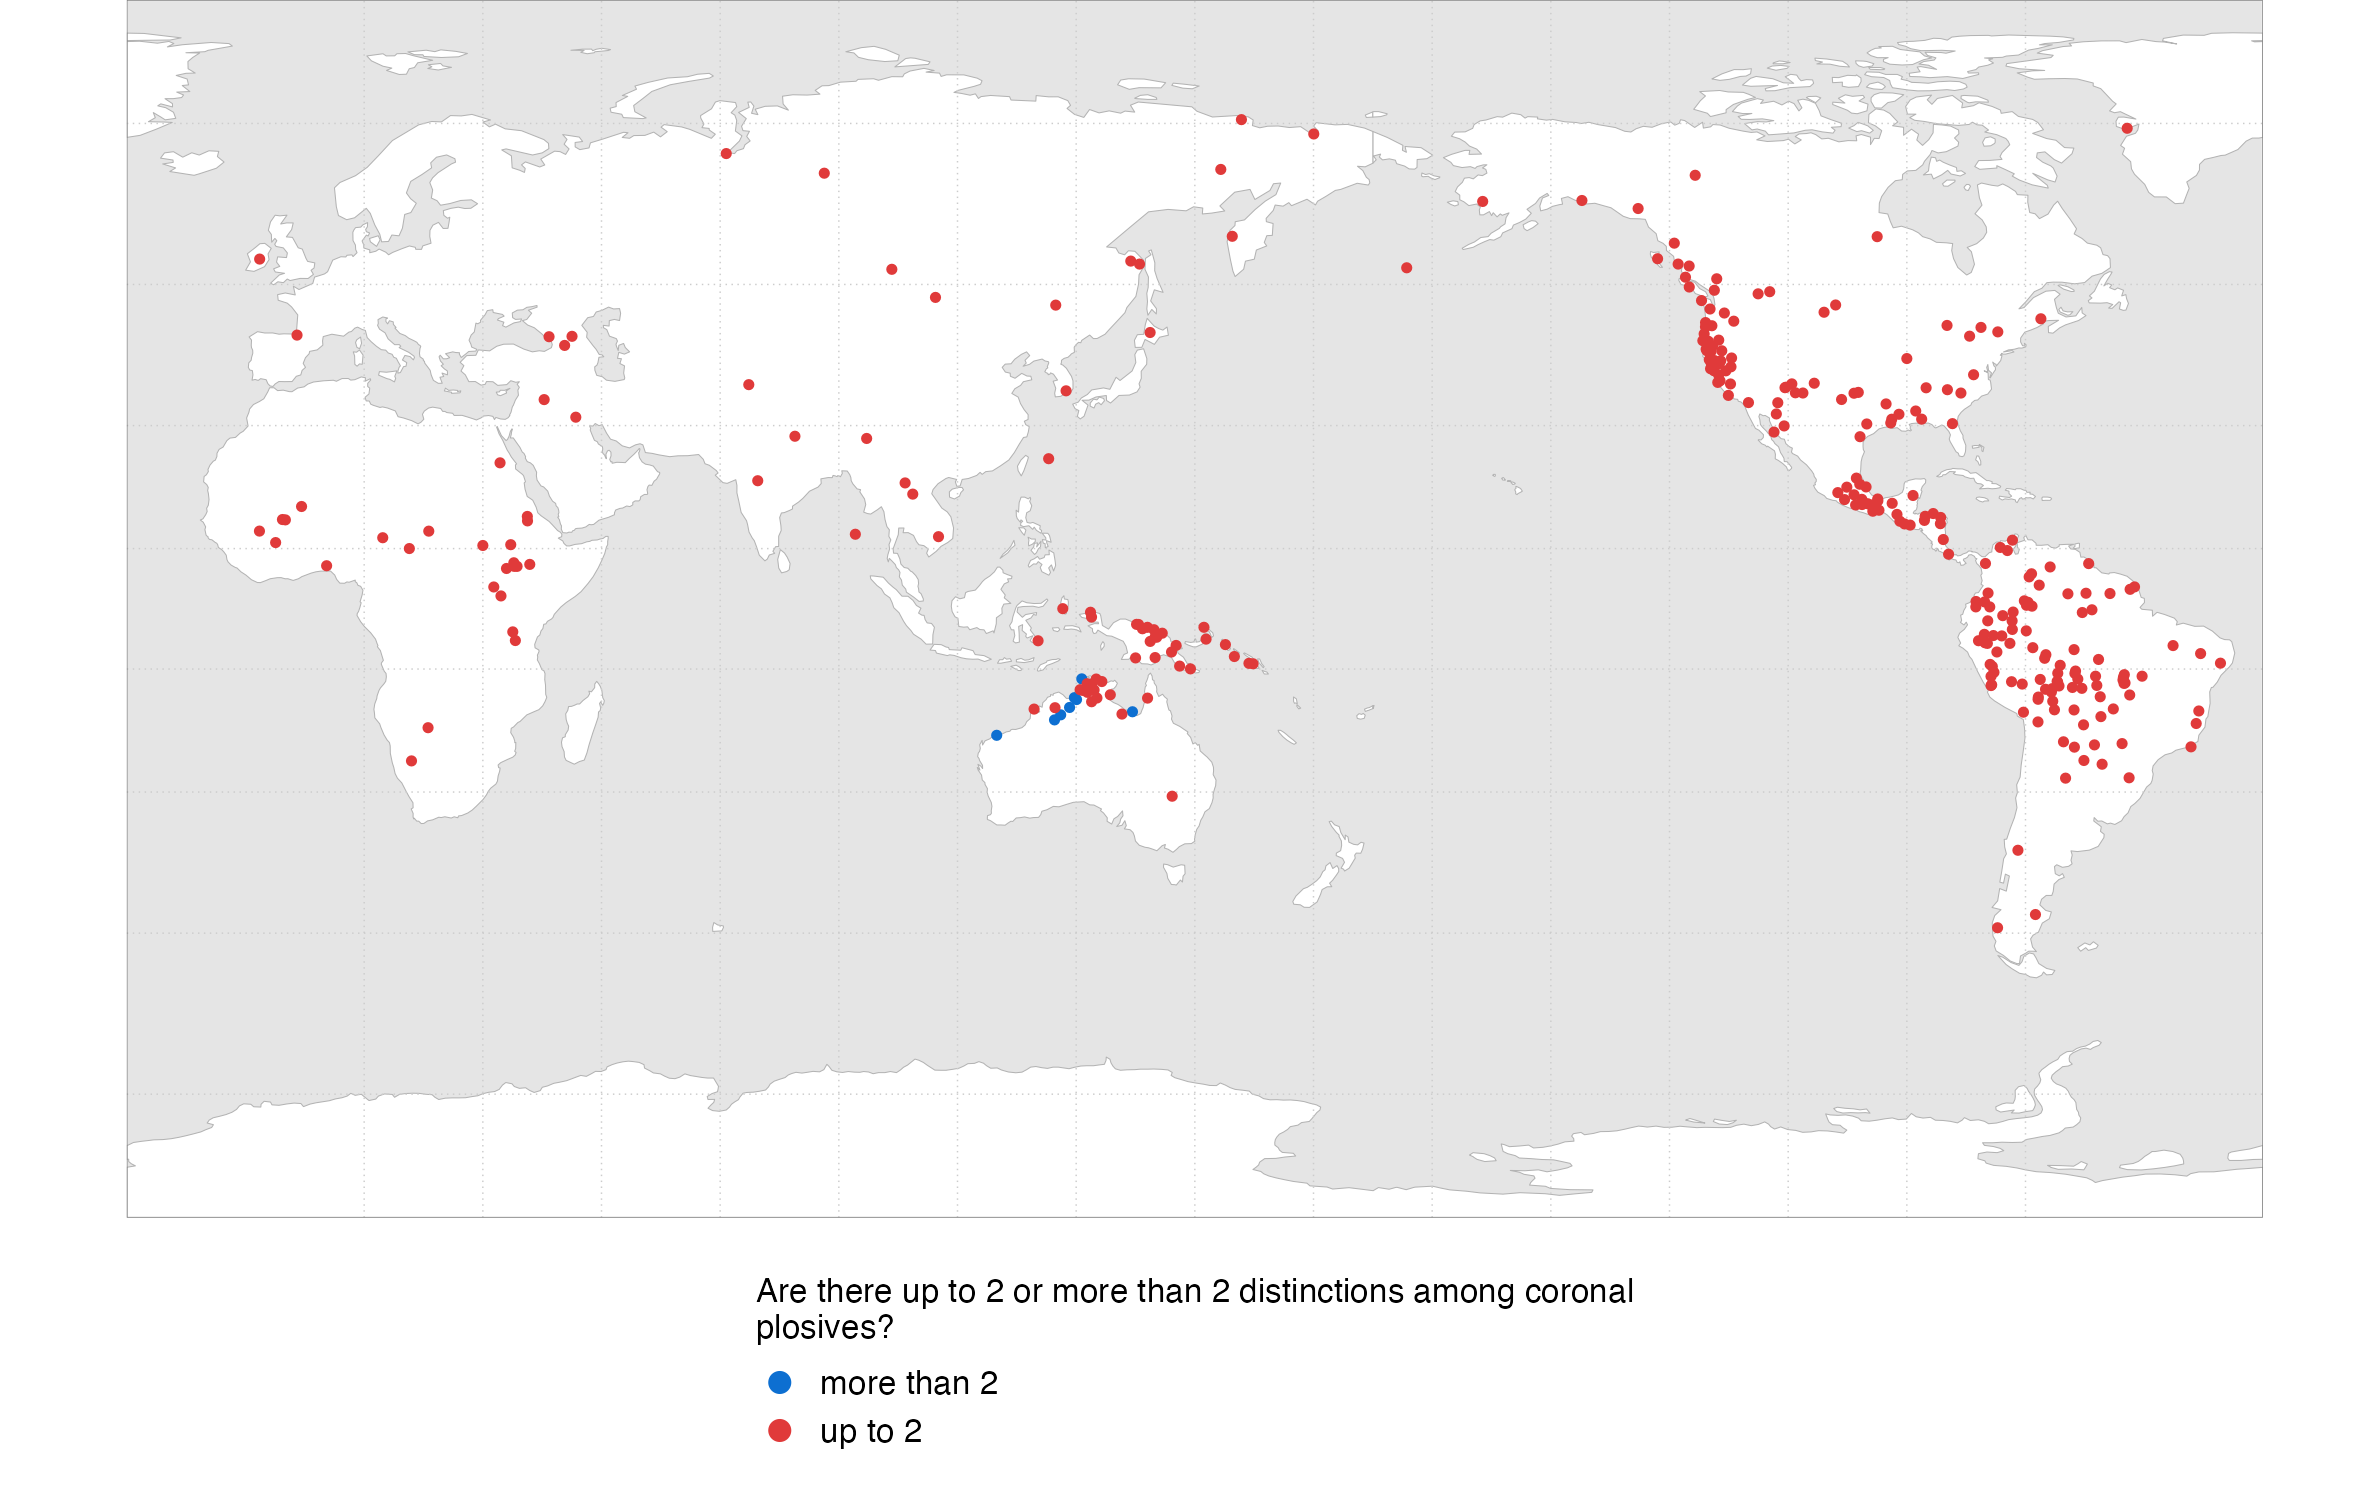 Are there up to 2 or more than 2 distinctions among coronal
plosives?
more than 2
up to 2